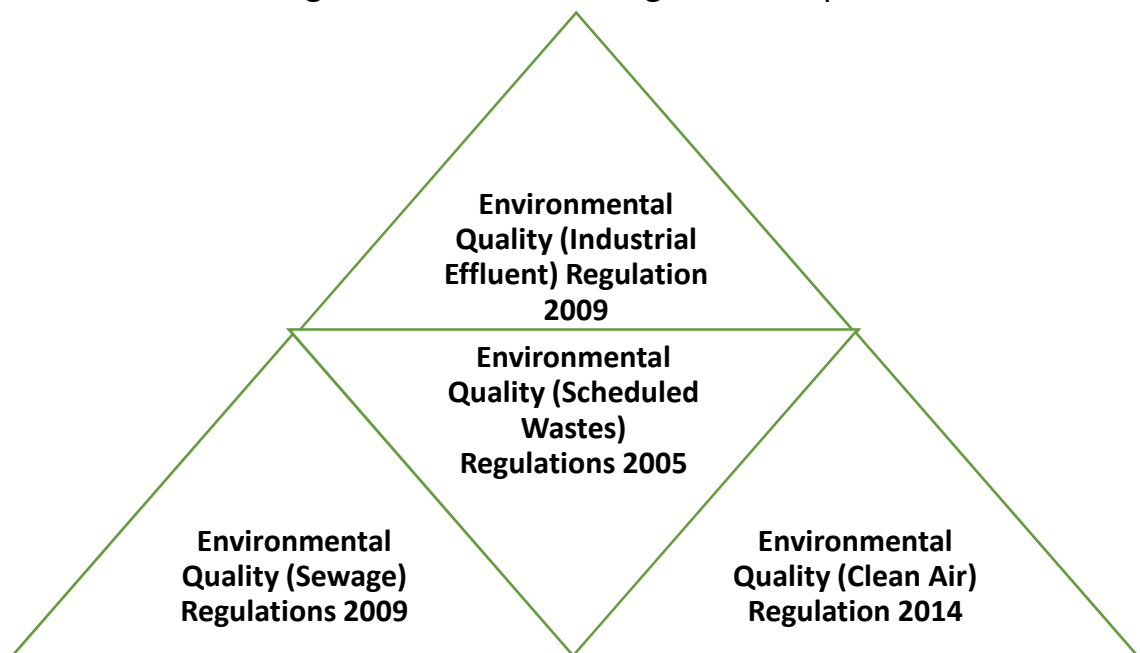 Environmental
Quality (Industrial
Effluent) Regulation
2009
Environmental
Quality (Scheduled
Wastes)
Regulations 2005
Environmental
Quality (Sewage)
Regulations 2009
Environmental
Quality (Clean Air)
Regulation 2014